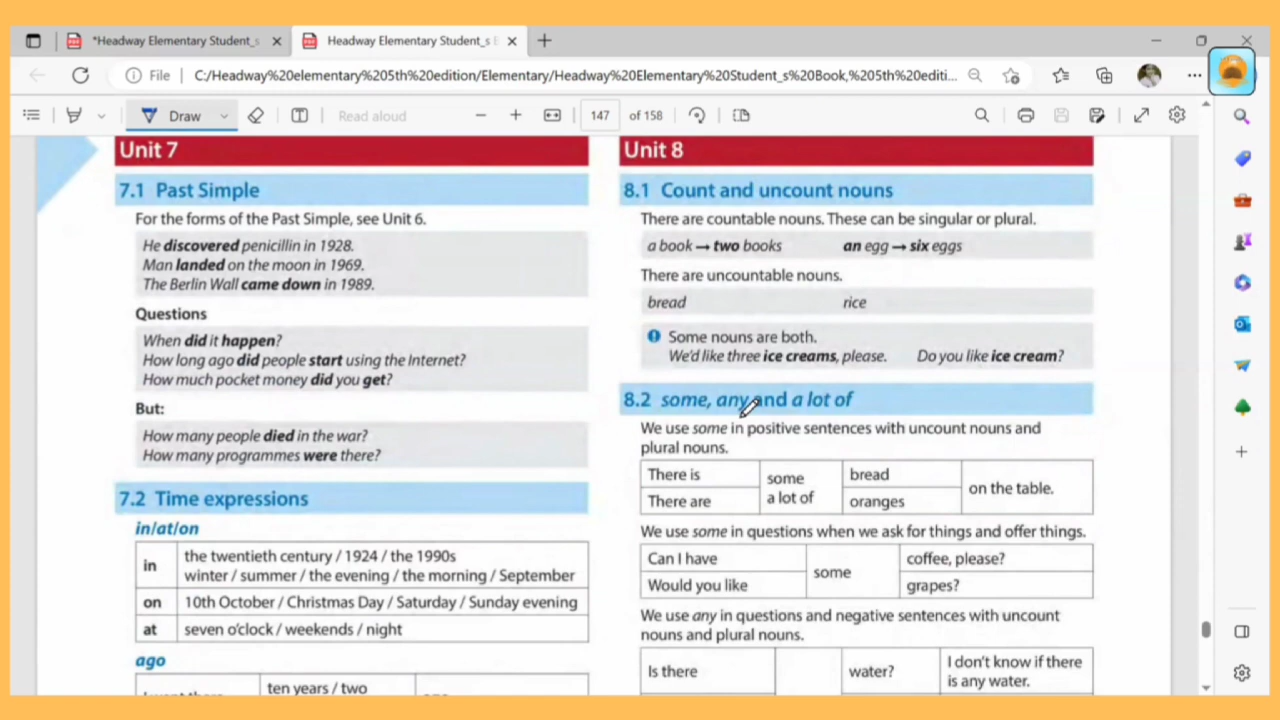 *Headway Elementary Student_s
Headway Elementary Student_s E
File
C:/Headway%20elementary%205th%20edition/Elementary/Headway%20Elementary%20Student_s%20Book,%205th%20editi...
Draw
Read aloud
147
of 158
Unit 7
7.1 Past Simple
For the forms of the Past Simple, see Unit 6.
He discovered penicillin in 1928.
Man landed on the moon in 1969.
The Berlin Wall came down in 1989.
Questions
When did it happen?
How long ago did people start using the Internet?
How much pocket money did you get?
But:
How many people died in the war?
How many programmes were there?
7.2 Time expressions
in/at/on
in
the twentieth century / 1924 / the 1990s
winter / summer / the evening / the morning / September
on
10th October / Christmas Day / Saturday / Sunday evening
at
seven o'clock / weekends / night
ago
ten years / two
Unit 8
8.1 Count and uncount nouns
There are countable nouns. These can be singular or plural.
a book → two books an egg → six eggs
There are uncountable nouns.
bread rice
Some nouns are both.
We'd like three ice creams, please. Do you like ice cream?
8.2 some, any and a lot of
We use some in positive sentences with uncount nouns and
plural nouns.
There is
There are
some
a lot of
bread
oranges
on the table.
We use some in questions when we ask for things and offer things.
Can I have
Would you like
some
coffee, please?
grapes?
We use any in questions and negative sentences with uncount
nouns and plural nouns.
Is there
water?
I don't know if there
is any water.